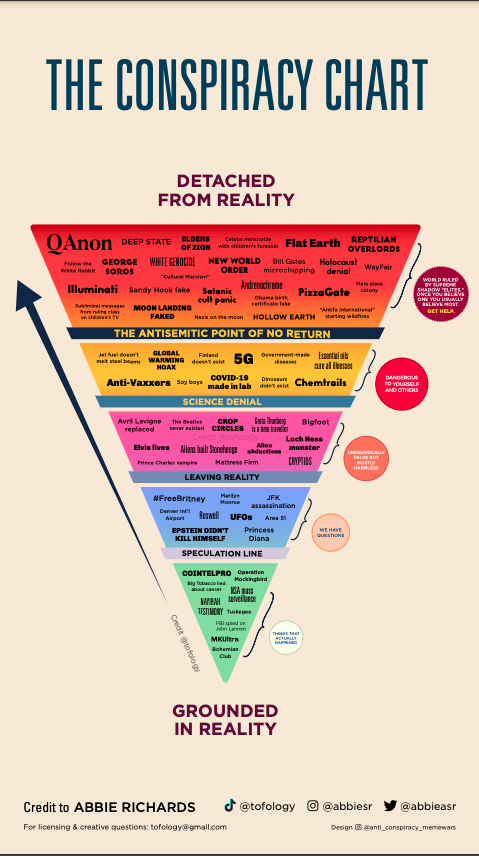 THE CONSPIRACY CHART
DETACHED
FROM REALITY
QAnon
DEEP STATE
ELDERS
OF ZION
Celebs moisturize
with children's foreskin
Flat Earth
REPTILIAN
OVERLORDS
Follow the
White Rabbit
GEORGE
SOROS
WHITE GENOCIDE
"Cultural Marxism"
NEW WORLD
ORDER
Bill Gates
microchipping
Holocaust
denial
WayFair
Illuminati
Sandy Hook fake
Satanic
cult panic
Andrenochrome
Obama birth
certificate fake
PizzaGate
Mars slave
colony
Subliminal messages
from ruling class
on children's TV
MOON LANDING
FAKED
Nazis on the moon
HOLLOW EARTH
"Antifa International"
starting wildfires
WORLD RULED
BY SUPREME
SHADOW "ELITES."
ONCE YOU BELIEVE
ONE YOU USUALLY
BELIEVE MOST.
GET HELP.
THE ANTISEMITIC POINT OF NO RETURN
Jet fuel doesn't
melt steel beams
GLOBAL
WARMING
HOAX
Finland
doesn't exist
5G
Government-made
diseases
Essential oils
cure all illnesses
Anti-Vaxxers
Soy boys
COVID-19
made in lab
Dinosaurs
didn't exist
Chemtrails
DANGEROUS
TO YOURSELF
AND OTHERS
SCIENCE DENIAL
Avril Lavigne
replaced
The Beatles
never existed
CROP
CIRCLES
Greta Thunberg
is a time traveller
Bigfoot
Credit @tofology
Elvis lives
Aliens built Stonehenge
Alien
abductions
Loch Ness
monster
Prince Charles vampire
Mattress Firm
CRYPTIDS
UNEQUIVOCALLY
FALSE BUT
MOSTLY
HARMLESS
LEAVING REALITY
#FreeBritney
Marilyn
Monroe
JFK
assassination
Denver Int'l
Airport
Roswell
UFOs
Area 51
EPSTEIN DIDN'T
KILL HIMSELF
Princess
Diana
WE HAVE
QUESTIONS
SPECULATION LINE
COINTELPRO
Operation
Mockingbird
Big Tobacco lied
about cancer
NSA mass
surveillance
NAYIRAH
TESTIMONY
Tuskegee
FBI spied on
John Lennon
MKUltra
Bohemian
Club
THINGS THAT
ACTUALLY
HAPPENED
Credit @tofology
GROUNDED
IN REALITY
Credit to ABBIE RICHARDS
@tofology
@abbiesr
@abbieasr
For licensing & creative questions: tofology@gmail.com
Design @anti_conspiracy_memewars